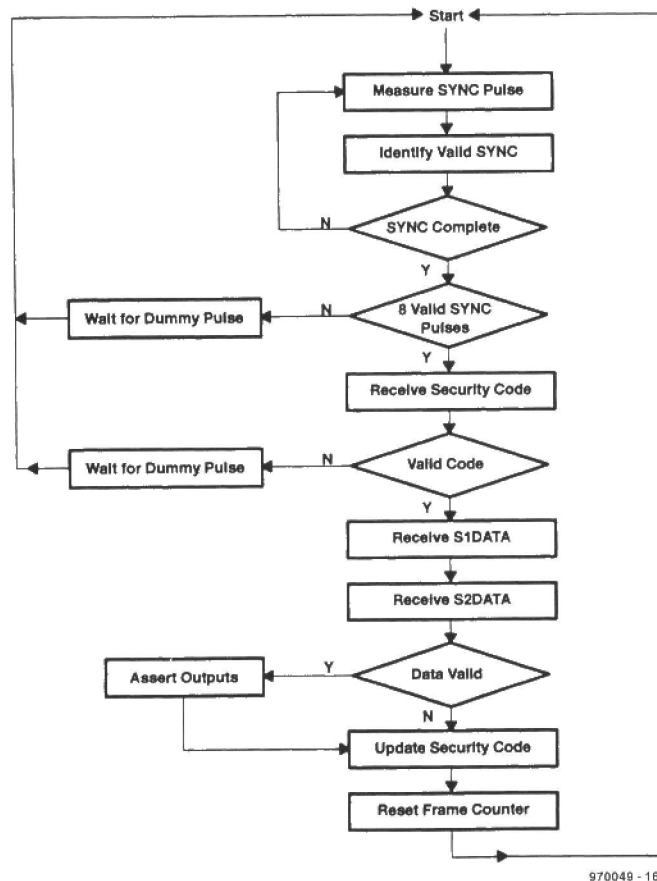 Start
Measure SYNC Pulse
Identify Valid SYNC
N
SYNC Complete
Y
Wait for Dummy Pulse
N
8 Valid SYNC
Pulses
Y
Receive Security Code
Wait for Dummy Pulse
N
Valid Code
Y
Receive S1DATA
Receive S2DATA
Assert Outputs
Y
Data Valid
N
Update Security Code
Reset Frame Counter
970049 - 16